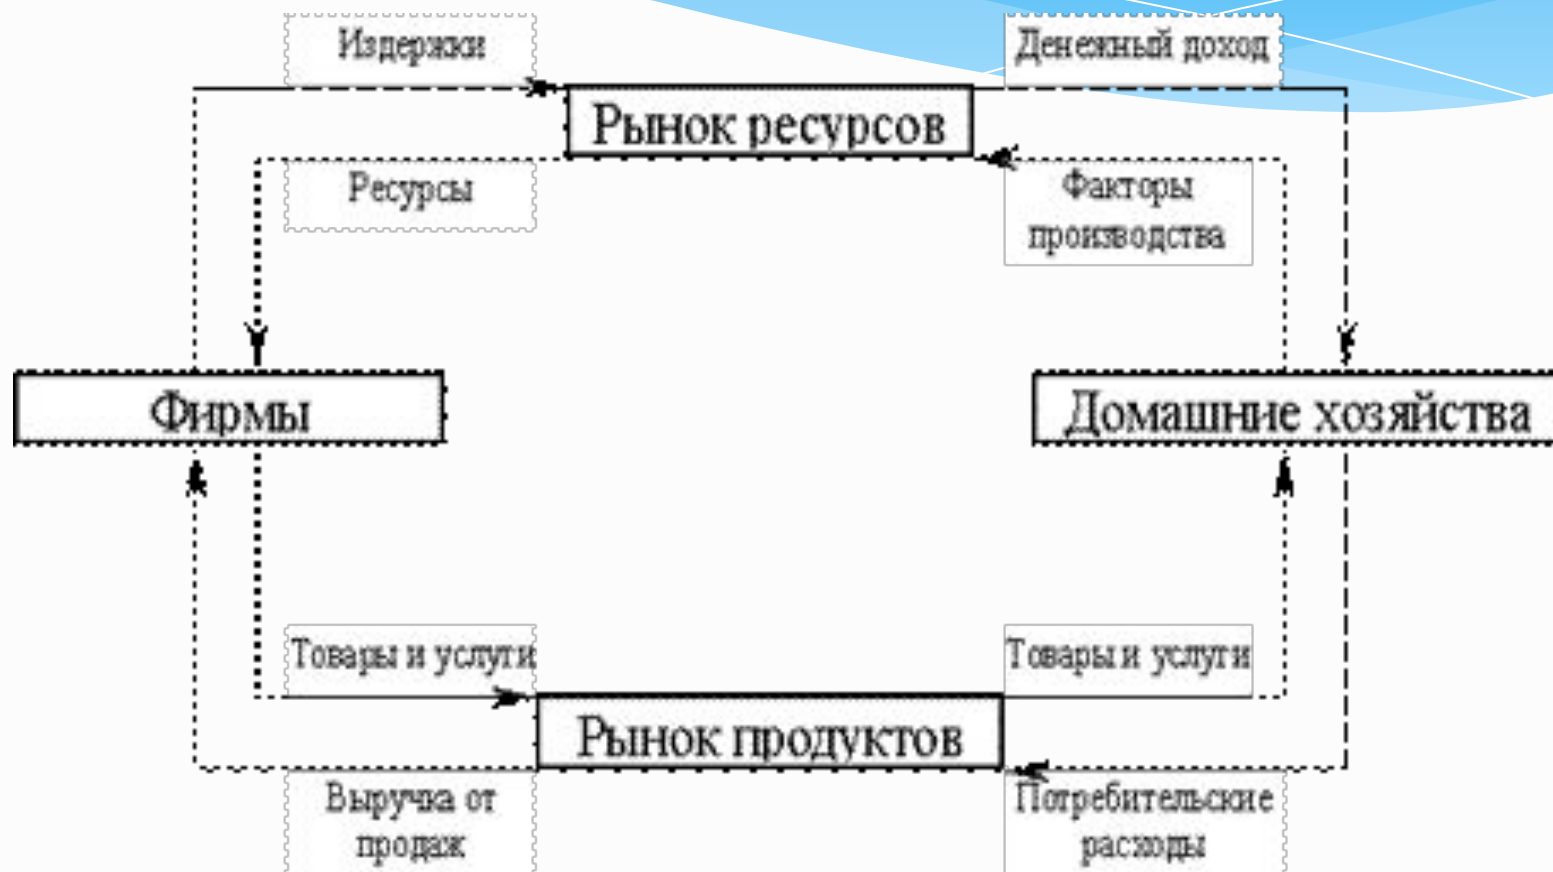 Издержки
Денежный доход
Рынок ресурсов
Ресурсы
Факторы
производства
Фирмы
Домашние хозяйства
Товары и услуги
Товары и услуги
Рынок продуктов
Выручка от
продаж
Потребительские
расходы